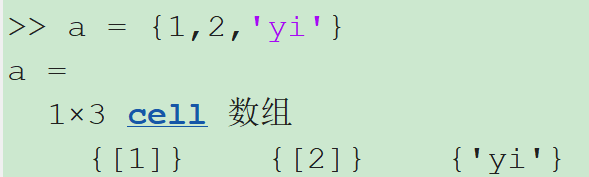 >> a = {1,2,'yi'}
a =
1×3 cell 数组
{[1]} {[2]} {'yi'}